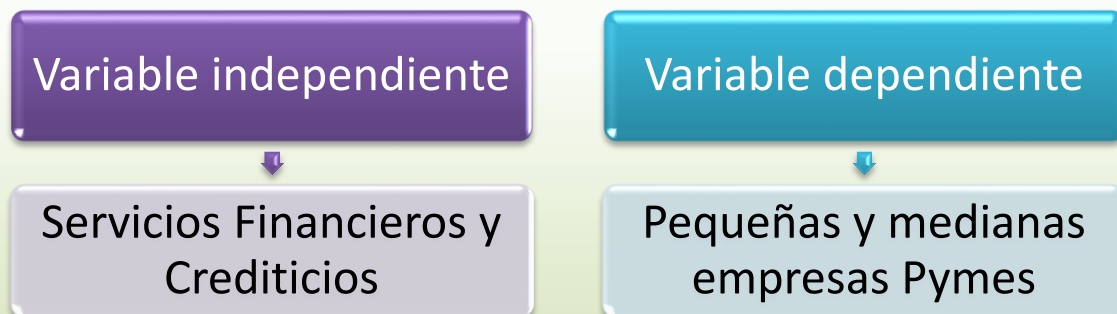 Variable independiente
Servicios Financieros y
Crediticios
Variable dependiente
Pequeñas y medianas
empresas Pymes